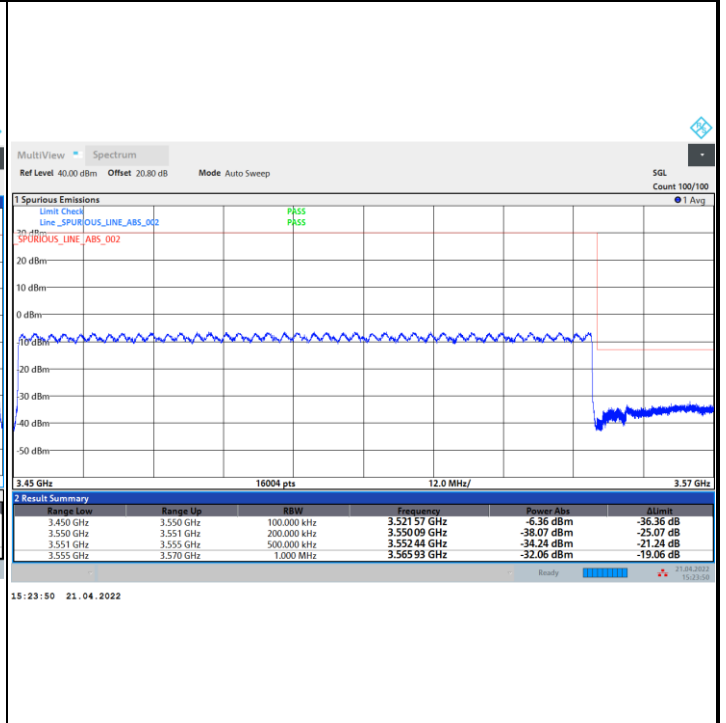 MultiView Spectrum
Ref Level 40.00 dBm Offset 20.80 dB Mode Auto Sweep SGL
Count 100/100
1 Spurious Emissions 1 Avg
Limit Check PASS
Line _SPURIOUS_LINE_ABS_002 PASS
30 dBm
_SPURIOUS_LINE_ABS_002
20 dBm
10 dBm
0 dBm
-10 dBm
-20 dBm
-30 dBm
-40 dBm
-50 dBm
3.45 GHz 16004 pts 12.0 MHz/ 3.57 GHz
2 Result Summary
Range Low Range Up RBW Frequency Power Abs ΔLimit
3.450 GHz 3.550 GHz 100.000 kHz 3.521 57 GHz -6.36 dBm -36.36 dB
3.550 GHz 3.551 GHz 200.000 kHz 3.550 09 GHz -38.07 dBm -25.07 dB
3.551 GHz 3.555 GHz 500.000 kHz 3.552 44 GHz -34.24 dBm -21.24 dB
3.555 GHz 3.570 GHz 1.000 MHz 3.565 93 GHz -32.06 dBm -19.06 dB
Ready 21.04.2022
15:23:50
15:23:50 21.04.2022